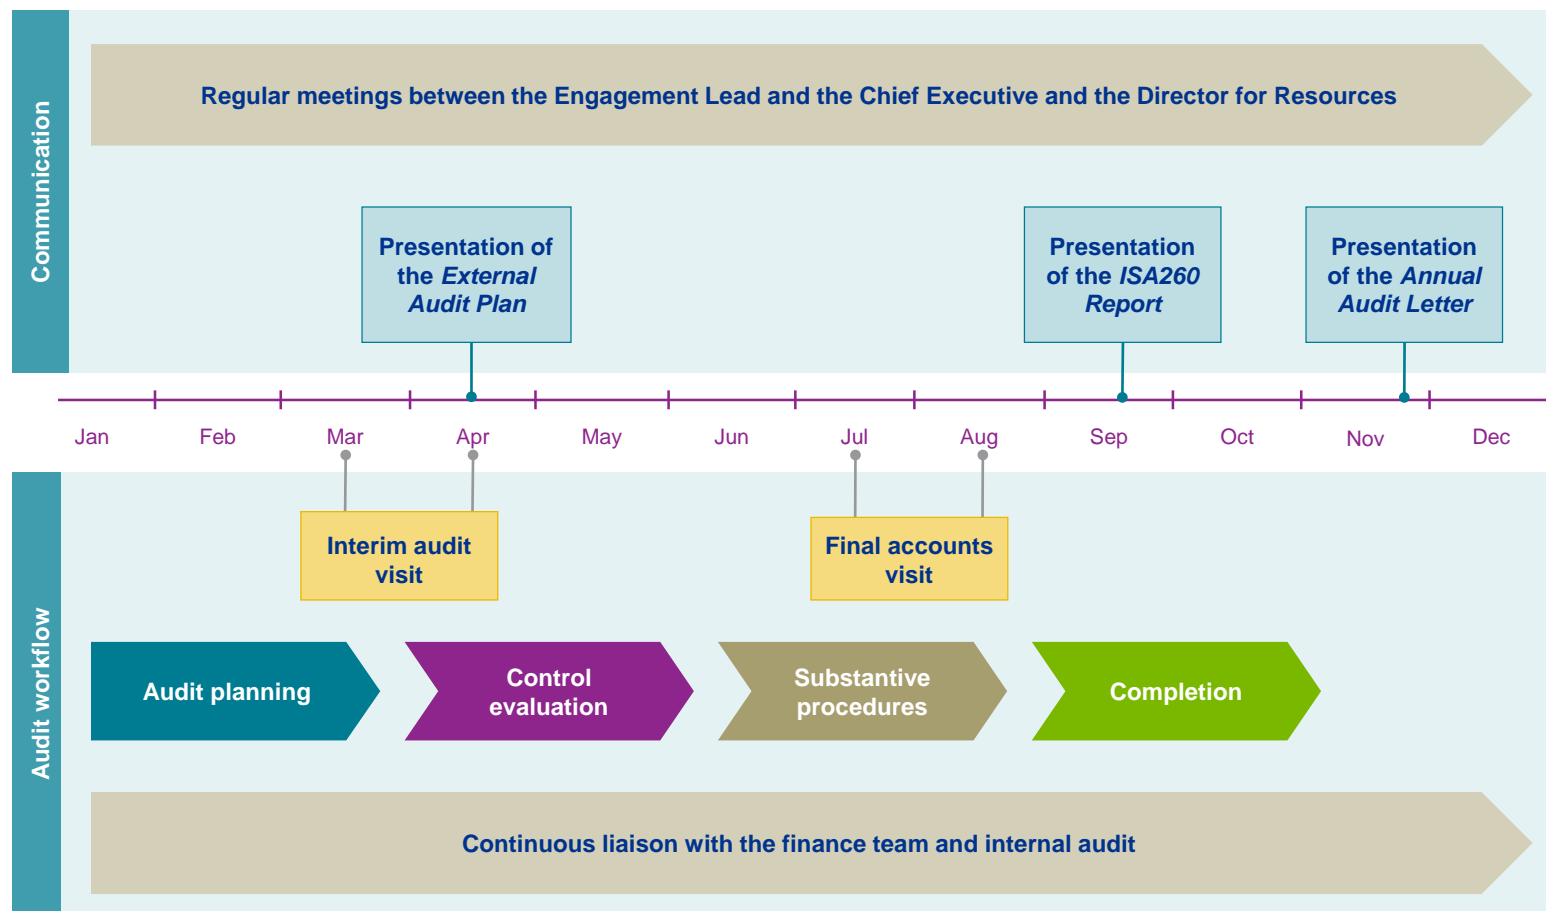 Communication
Regular meetings between the Engagement Lead and the Chief Executive and the Director for Resources
Presentation of
the External
Audit Plan
Presentation
of the ISA260
Report
Presentation
of the Annual
Audit Letter
Jan
Feb
Mar
Apr
May
Jun
Jul
Aug
Sep
Oct
Nov
Dec
Audit workflow
Interim audit
visit
Final accounts
visit
Audit planning
Control
evaluation
Substantive
procedures
Completion
Continuous liaison with the finance team and internal audit